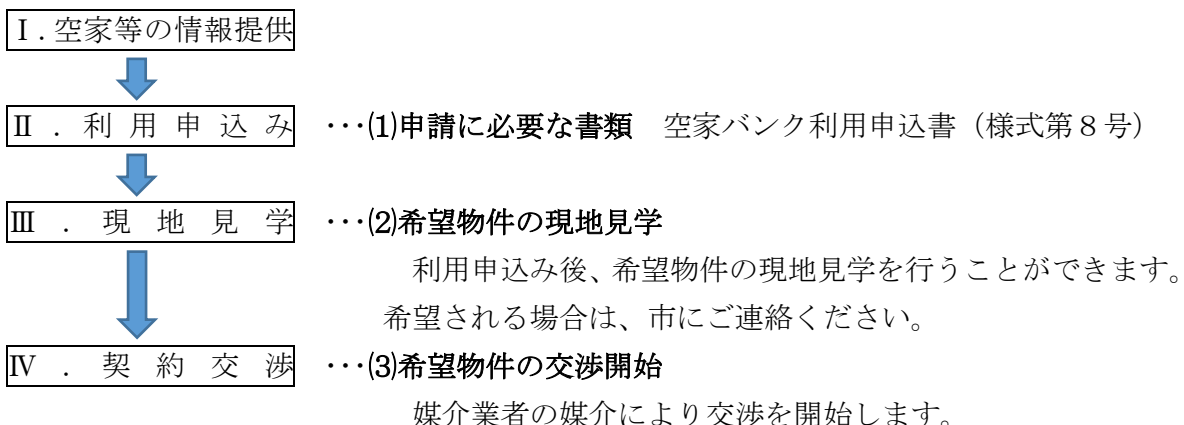 Ⅰ.空家等の情報提供
Ⅱ.利用申込み ···⑴申請に必要な書類 空家バンク利用申込書(様式第8号)
Ⅲ.現地見学 ···⑵希望物件の現地見学
利用申込み後、希望物件の現地見学を行うことができます。
希望される場合は、市にご連絡ください。
Ⅳ.契約交渉 ···⑶希望物件の交渉開始
媒介業者の媒介により交渉を開始します。